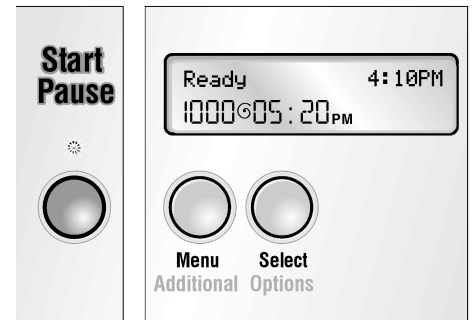 Start
Pause
Ready 4:10PM
1000 05:20PM
Menu Select
Additional Options